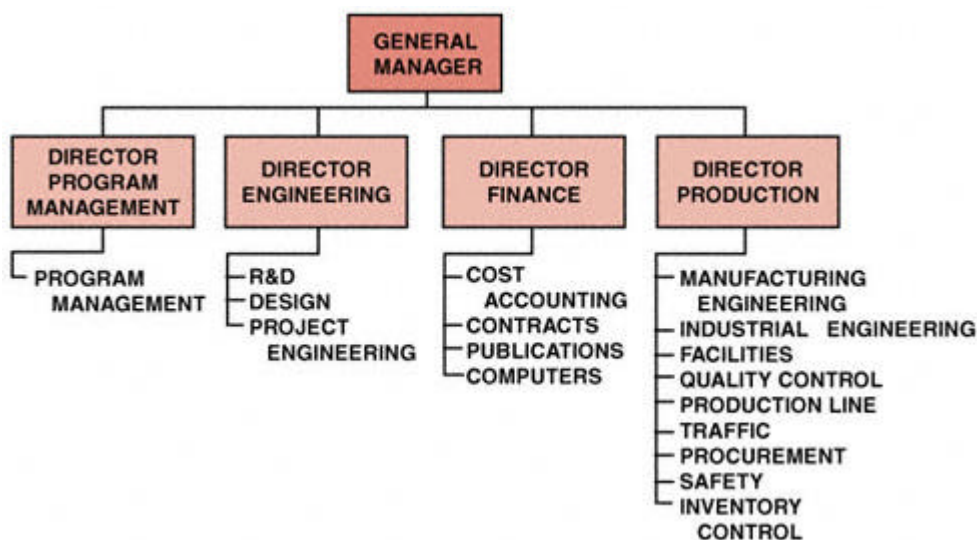 GENERAL
MANAGER
DIRECTOR
PROGRAM
MANAGEMENT
DIRECTOR
ENGINEERING
DIRECTOR
FINANCE
DIRECTOR
PRODUCTION
PROGRAM
MANAGEMENT
R&D
DESIGN
PROJECT
ENGINEERING
COST
ACCOUNTING
CONTRACTS
PUBLICATIONS
COMPUTERS
MANUFACTURING
ENGINEERING
INDUSTRIAL ENGINEERING
FACILITIES
QUALITY CONTROL
PRODUCTION LINE
TRAFFIC
PROCUREMENT
SAFETY
INVENTORY
CONTROL